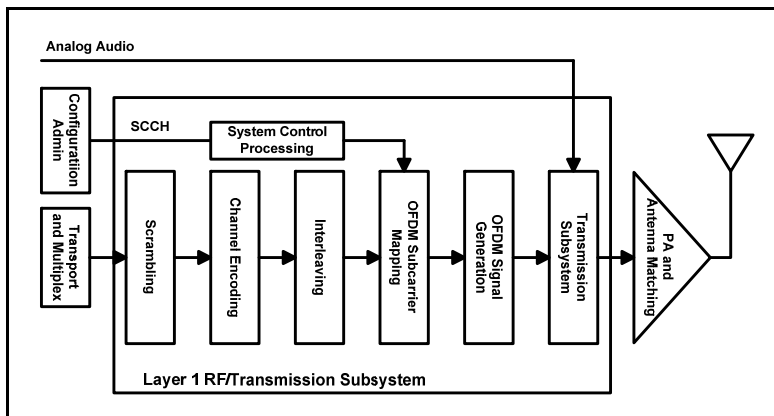 Analog Audio
Configuratiion
Admin
SCCH
System Control
Processing
Transport
and Multiplex
Scrambling
Channel Encoding
Interleaving
OFDM Subcarrier
Mapping
OFDM Signal
Generation
Transmission
Subsystem
PA and
Antenna Matching
Layer 1 RF/Transmission Subsystem